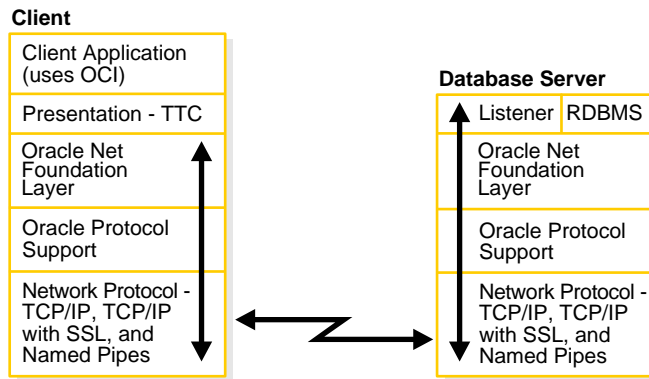 Client
Client Application
(uses OCI)
Presentation - TTC
Oracle Net
Foundation
Layer
Oracle Protocol
Support
Network Protocol -
TCP/IP, TCP/IP
with SSL, and
Named Pipes
Database Server
Listener RDBMS
Oracle Net
Foundation
Layer
Oracle Protocol
Support
Network Protocol -
TCP/IP, TCP/IP
with SSL, and
Named Pipes